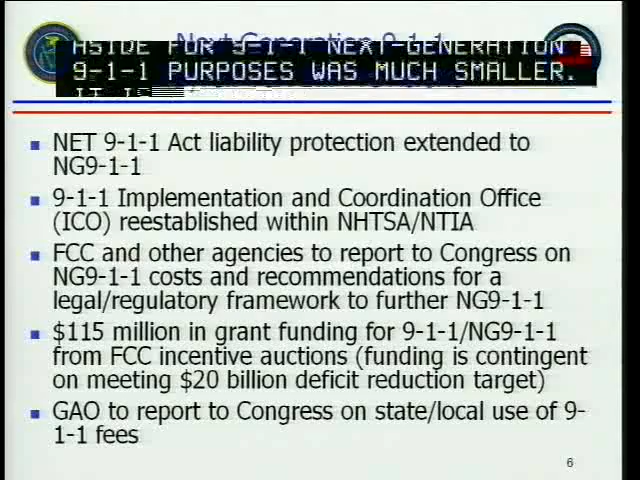 Next Generation 9-1-1
ASIDE FOR 9-1-1 NEXT-GENERATION
9-1-1 PURPOSES WAS MUCH SMALLER.
IT IS
NET 9-1-1 Act liability protection extended to
NG9-1-1
9-1-1 Implementation and Coordination Office
(ICO) reestablished within NHTSA/NTIA
FCC and other agencies to report to Congress on
NG9-1-1 costs and recommendations for a
legal/regulatory framework to further NG9-1-1
$115 million in grant funding for 9-1-1/NG9-1-1
from FCC incentive auctions (funding is contingent
on meeting $20 billion deficit reduction target)
GAO to report to Congress on state/local use of 9-
1-1 fees
6